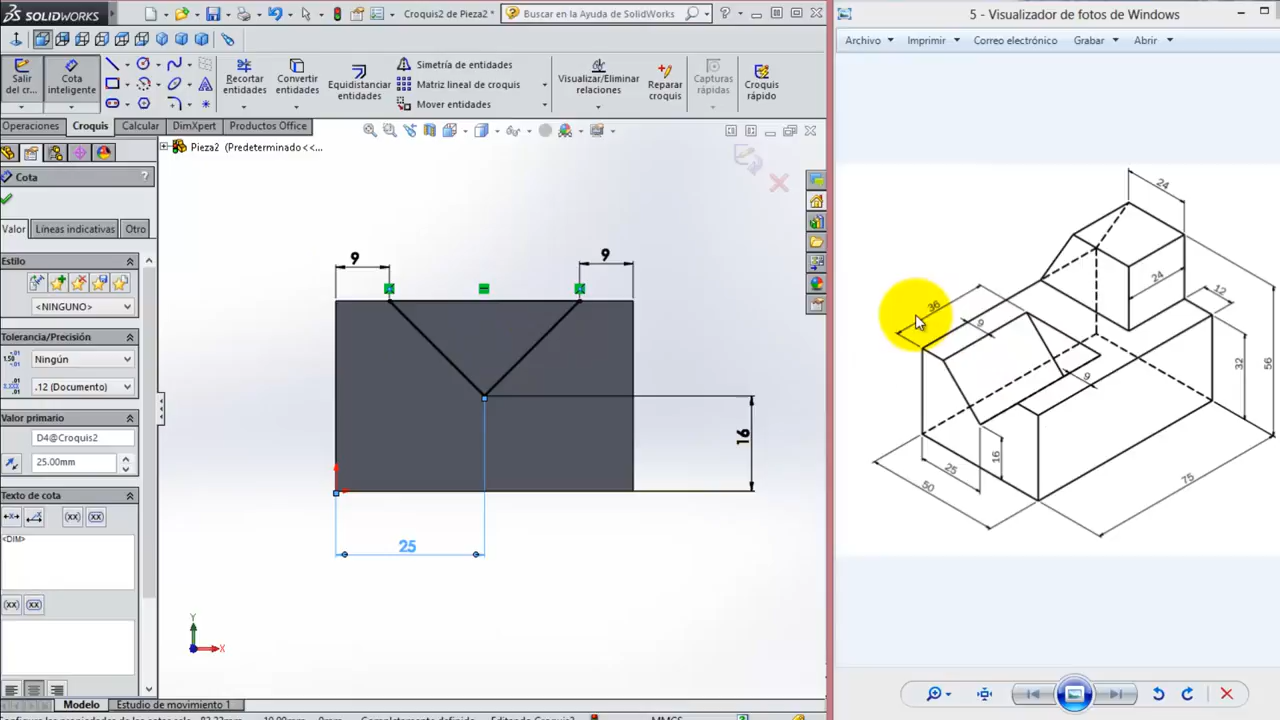 SOLIDWORKS
Croquis2 de Pieza2 *
Buscar en la Ayuda de SolidWorks
5 - Visualizador de fotos de Windows
Archivo
Imprimir
Correo electrónico
Grabar
Abrir
Salir del cr...
Cota inteligente
Recortar entidades
Convertir entidades
Equidistanciar entidades
Simetría de entidades
Matriz lineal de croquis
Mover entidades
Visualizar/Eliminar relaciones
Reparar croquis
Capturas rápidas
Croquis rápido
Operaciones
Croquis
Calcular
DimXpert
Productos Office
Pieza2 (Predeterminado<<...
Cota
?
Valor
Líneas indicativas
Otro
Estilo
<NINGUNO>
Tolerancia/Precisión
Ningún
.12 (Documento)
Valor primario
D4@Croquis2
25.00mm
Texto de cota
<DIM>
9
9
16
25
Y
X
24
24
12
36
9
9
32
56
16
25
50
75
Modelo
Estudio de movimiento 1